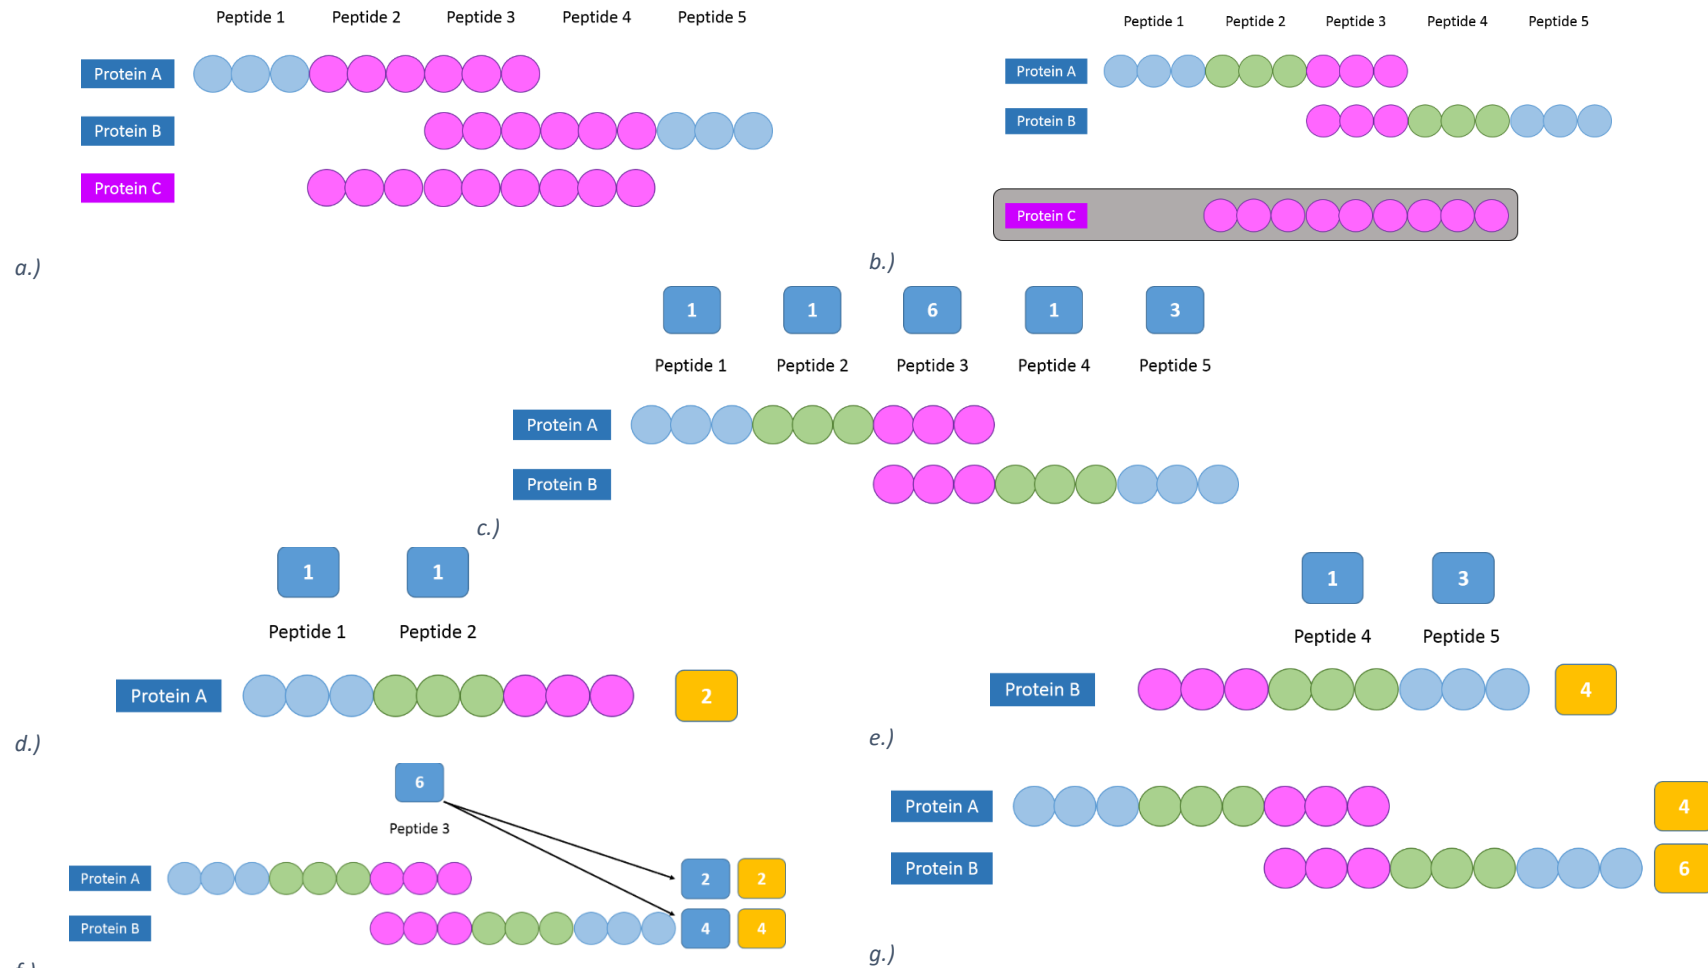 Peptide 1 Peptide 2 Peptide 3 Peptide 4 Peptide 5
Protein A
Protein B
Protein C
a.)
Peptide 1 Peptide 2 Peptide 3 Peptide 4 Peptide 5
Protein A
Protein B
Protein C
b.)
1 1 6 1 3
Peptide 1 Peptide 2 Peptide 3 Peptide 4 Peptide 5
Protein A
Protein B
c.)
1 1
Peptide 1 Peptide 2
Protein A 2
d.)
1 3
Peptide 4 Peptide 5
Protein B 4
e.)
6
Peptide 3
Protein A 2 2
Protein B 4 4
f.)
Protein A 4
Protein B 6
g.)